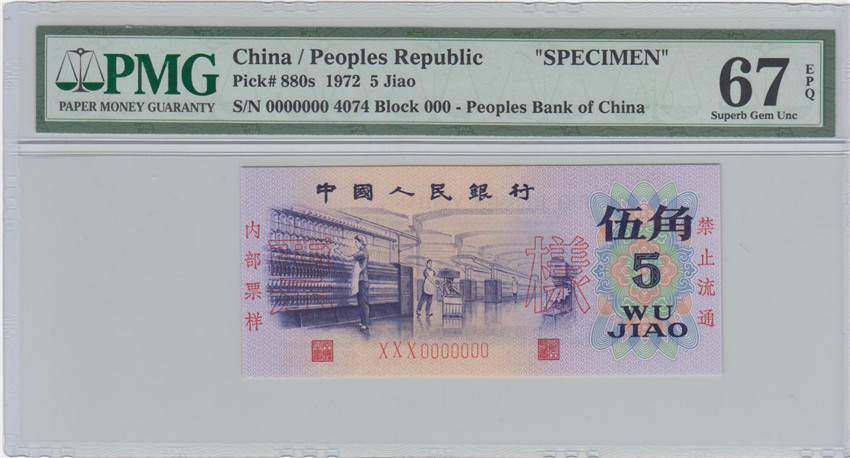 PMG
PAPER MONEY GUARANTY
China / Peoples Republic "SPECIMEN"
Pick# 880s 1972 5 Jiao
S/N 0000000 4074 Block 000 - Peoples Bank of China
67
EPQ
Superb Gem Unc
中國人民銀行
内部票样
票樣
伍角
5
WU
JIAO
禁止流通
XXX0000000